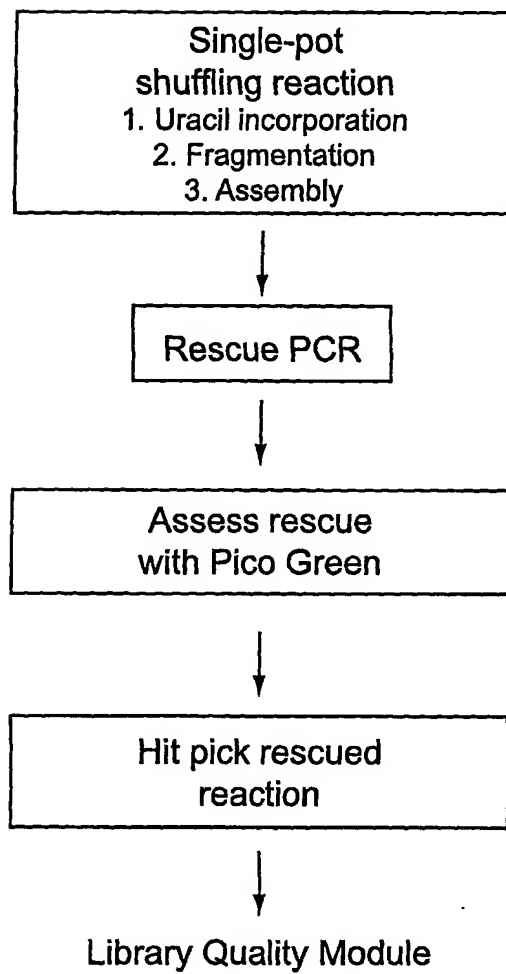 Single-pot
shuffling reaction
1. Uracil incorporation
2. Fragmentation
3. Assembly
Rescue PCR
Assess rescue
with Pico Green
Hit pick rescued
reaction
Library Quality Module